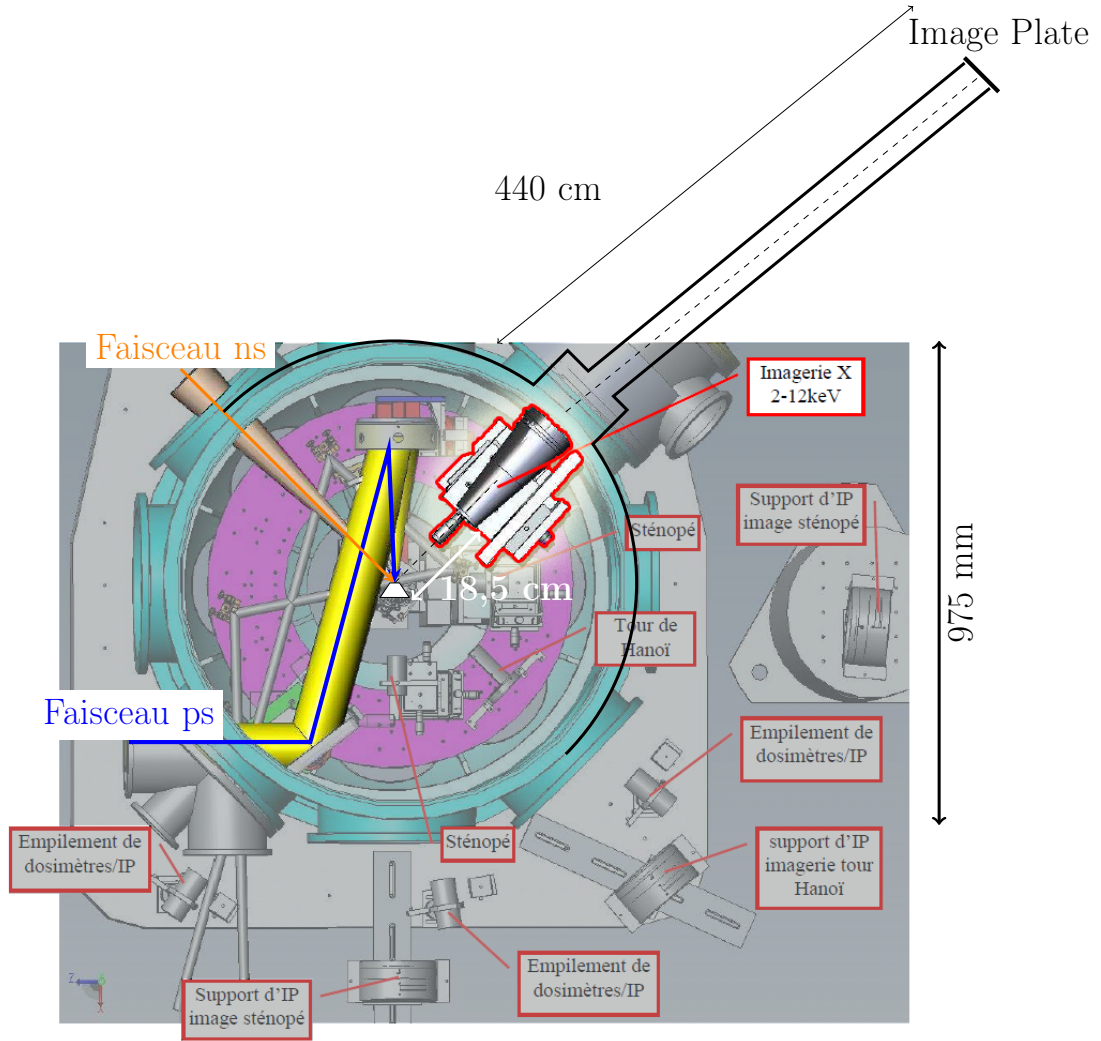 Image Plate
440 cm
Faisceau ns
Imagerie X
2-12keV
Support d'IP
image sténopé
Sténopé
18,5 cm
975 mm
Tour de
Hanoï
Faisceau ps
Empilement de
dosimètres/IP
Empilement de
dosimètres/IP
Sténopé
support d'IP
imagerie tour
Hanoï
Empilement de
dosimètres/IP
Support d'IP
image sténopé
Z
X